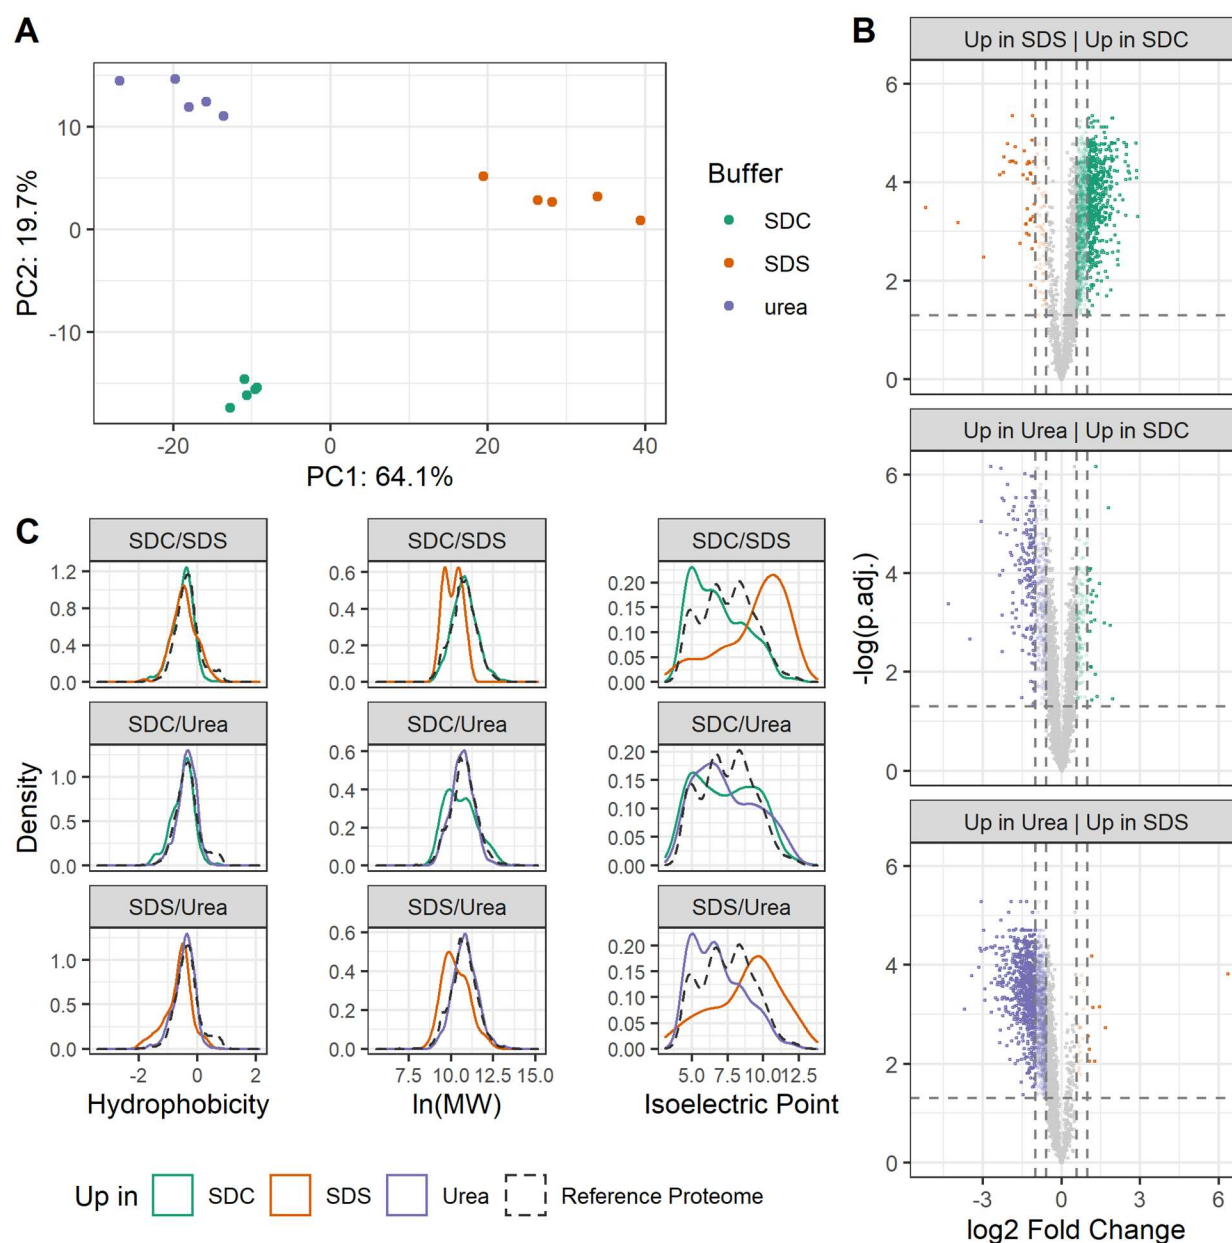 A
10
0
-10
PC2: 19.7%
-20
0
20
40
PC1: 64.1%
Buffer
SDC
SDS
urea
B
Up in SDS | Up in SDC
6
4
2
0
Up in Urea | Up in SDC
6
4
2
0
Up in Urea | Up in SDS
6
4
2
0
-log(p.adj.)
-3
0
3
6
log2 Fold Change
C
SDC/SDS
1.2
0.8
0.4
0.0
SDC/SDS
0.6
0.4
0.2
0.0
SDC/SDS
0.20
0.15
0.10
0.05
0.00
SDC/Urea
1.0
0.5
0.0
SDC/Urea
0.6
0.4
0.2
0.0
SDC/Urea
0.20
0.15
0.10
0.05
0.00
SDS/Urea
1.0
0.5
0.0
SDS/Urea
0.6
0.4
0.2
0.0
SDS/Urea
0.20
0.15
0.10
0.05
0.00
Density
-2 0 2
7.5 10.0 12.5 15.0
5.0 7.5 10.0 12.5
Hydrophobicity
ln(MW)
Isoelectric Point
Up in SDC SDS Urea Reference Proteome